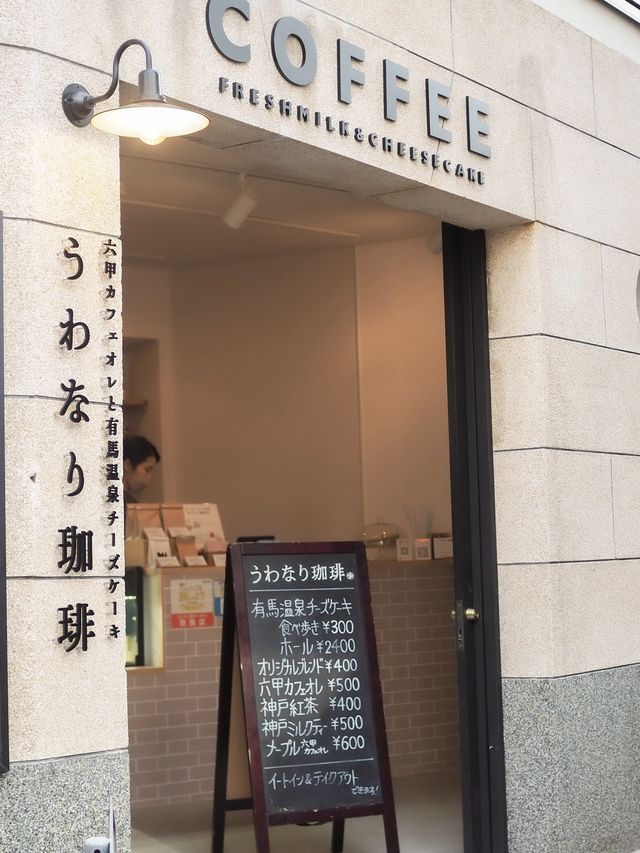 COFFEE
FRESHMILK&CHEESECAKE
六甲カフェオレと有馬温泉チーズケーキ
うわなり珈琲
うわなり珈琲
有馬温泉チーズケーキ
食べ歩き ¥300
ホール ¥2400
オリジナルブレンド ¥400
六甲カフェオレ ¥500
神戸紅茶 ¥400
神戸ミルクティー ¥500
メープル六甲カフェオレ ¥600
イートイン&テイクアウト
できます!